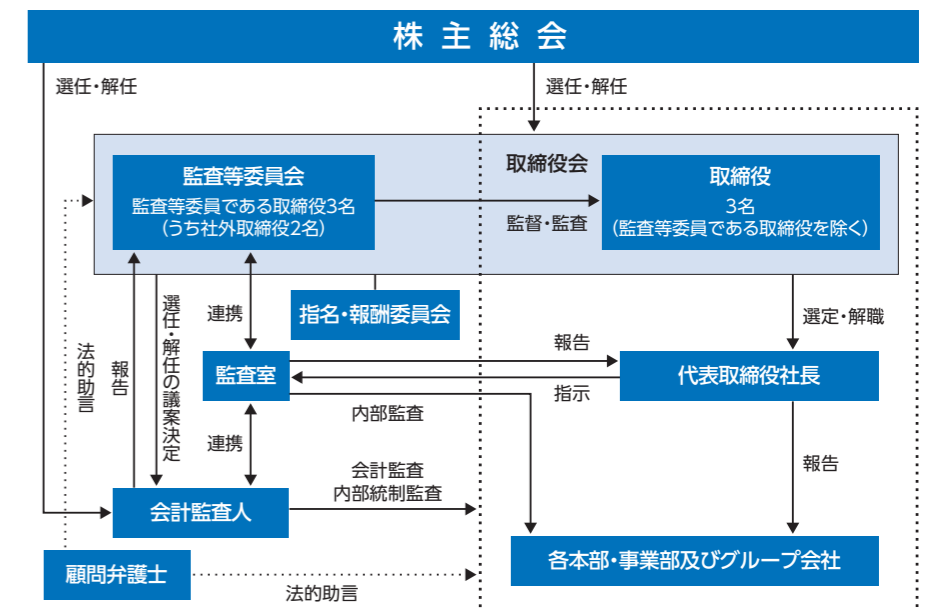 株主総会
選任・解任
選任・解任
監査等委員会
監査等委員である取締役3名
(うち社外取締役2名)
取締役会
監督・監査
取締役
3名
(監査等委員である取締役を除く)
法的助言
報告
選任・解任の議案決定
連携
指名・報酬委員会
選定・解職
監査室
報告
指示
代表取締役社長
内部監査
連携
会計監査
内部統制監査
報告
会計監査人
各本部・事業部及びグループ会社
顧問弁護士
法的助言